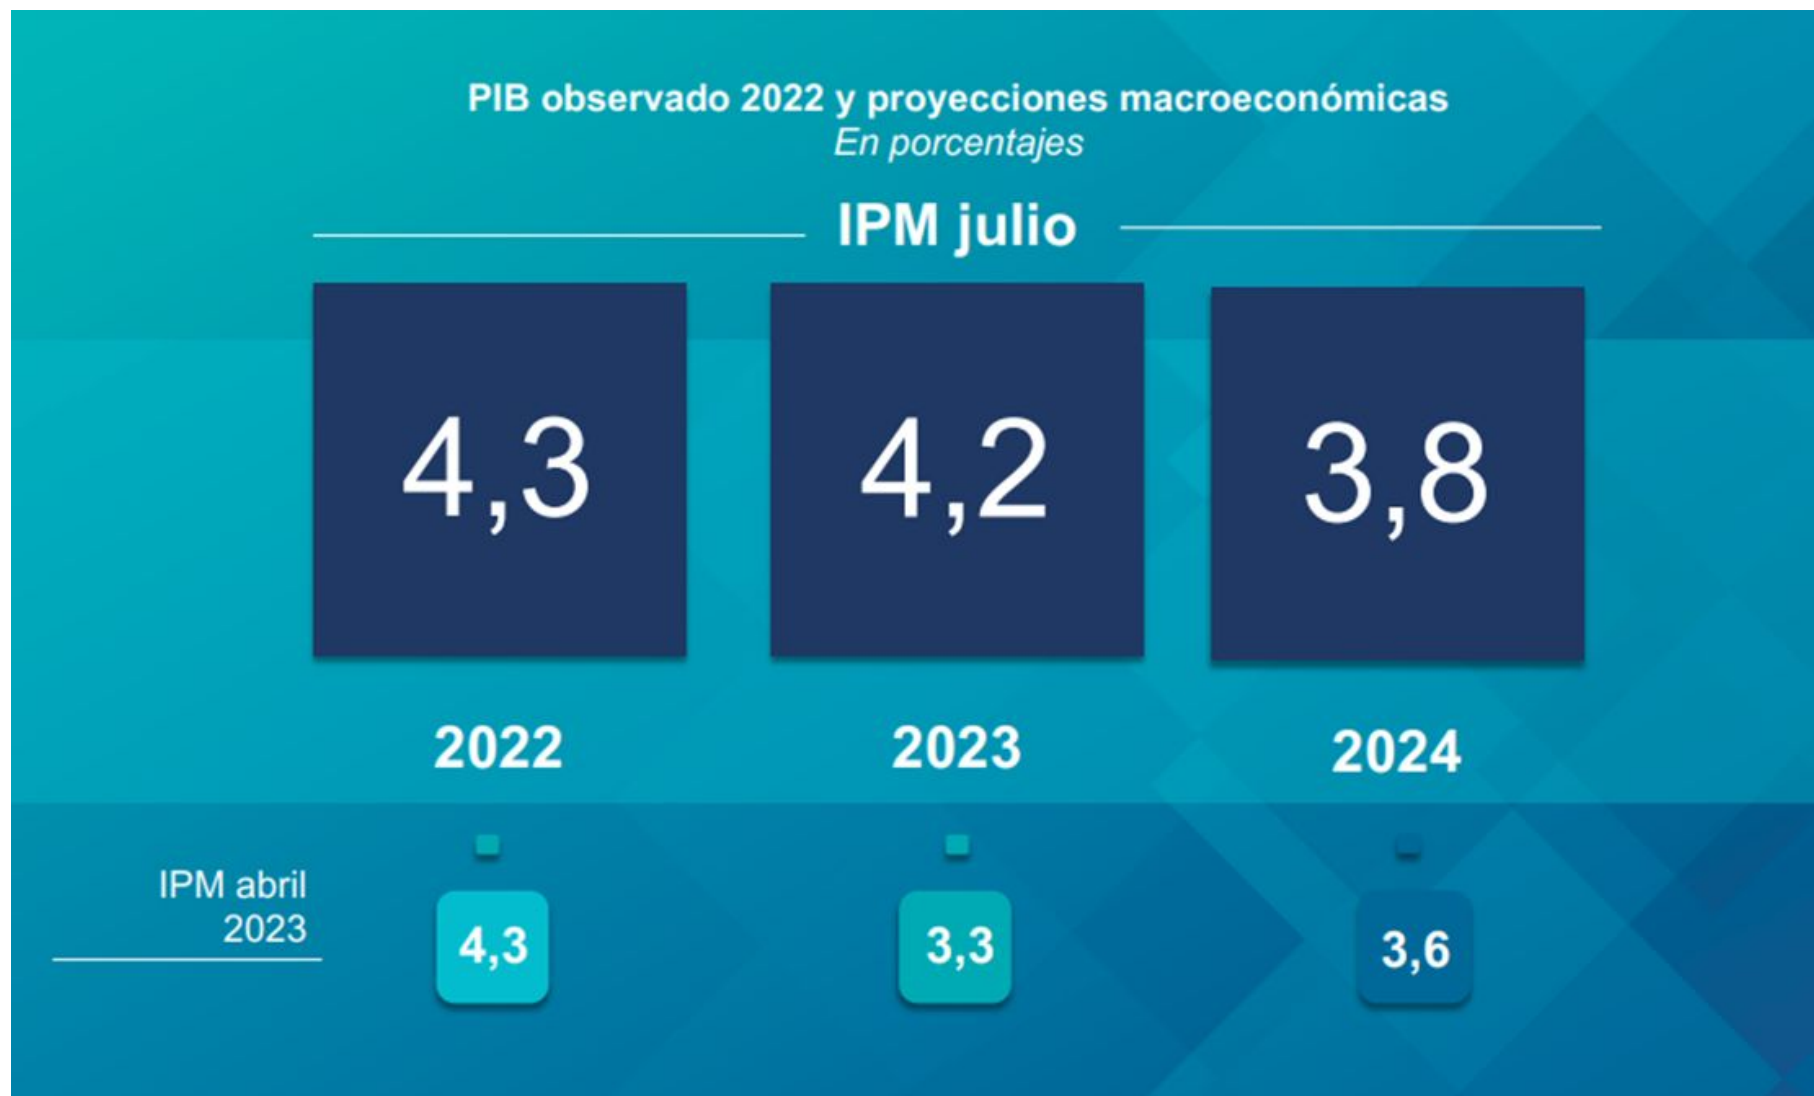 PIB observado 2022 y proyecciones macroeconómicas
En porcentajes
IPM julio
4,3
4,2
3,8
2022
2023
2024
IPM abril
2023
4,3
3,3
3,6